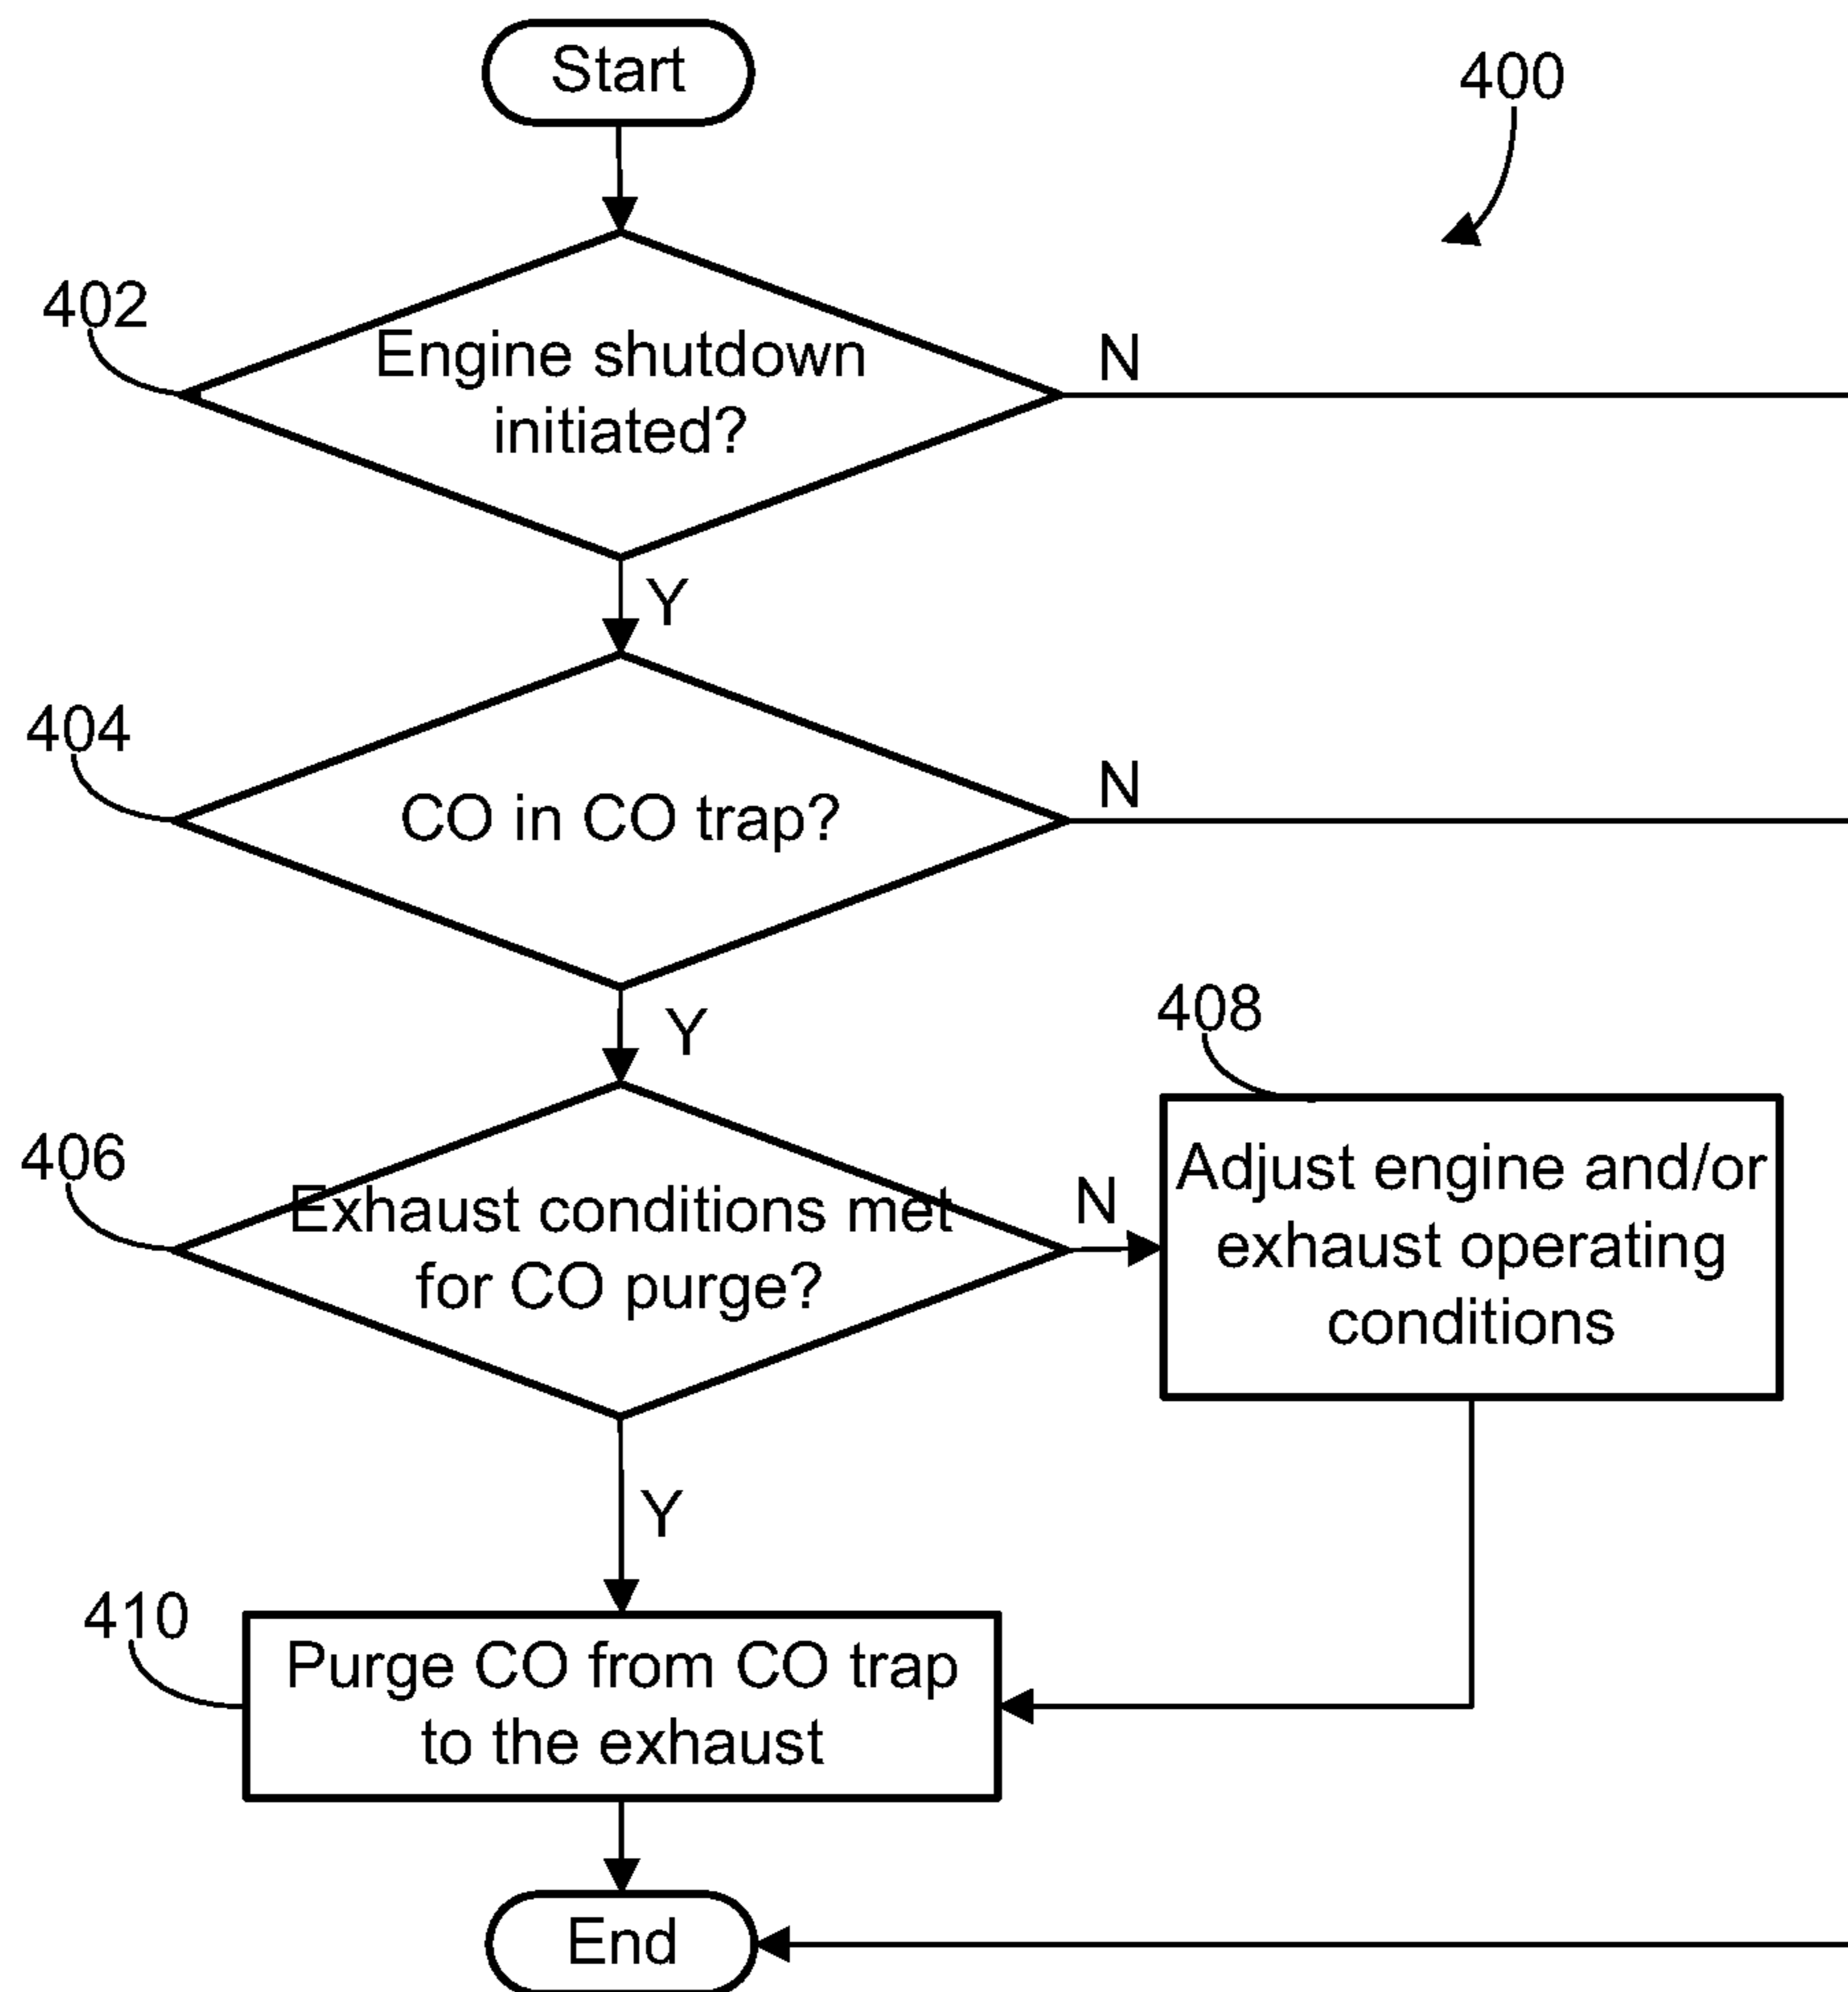 Start
400
402
Engine shutdown
initiated?
N
Y
404
CO in CO trap?
N
Y
408
406
Exhaust conditions met
for CO purge?
N
Adjust engine and/or
exhaust operating
conditions
Y
410
Purge CO from CO trap
to the exhaust
End